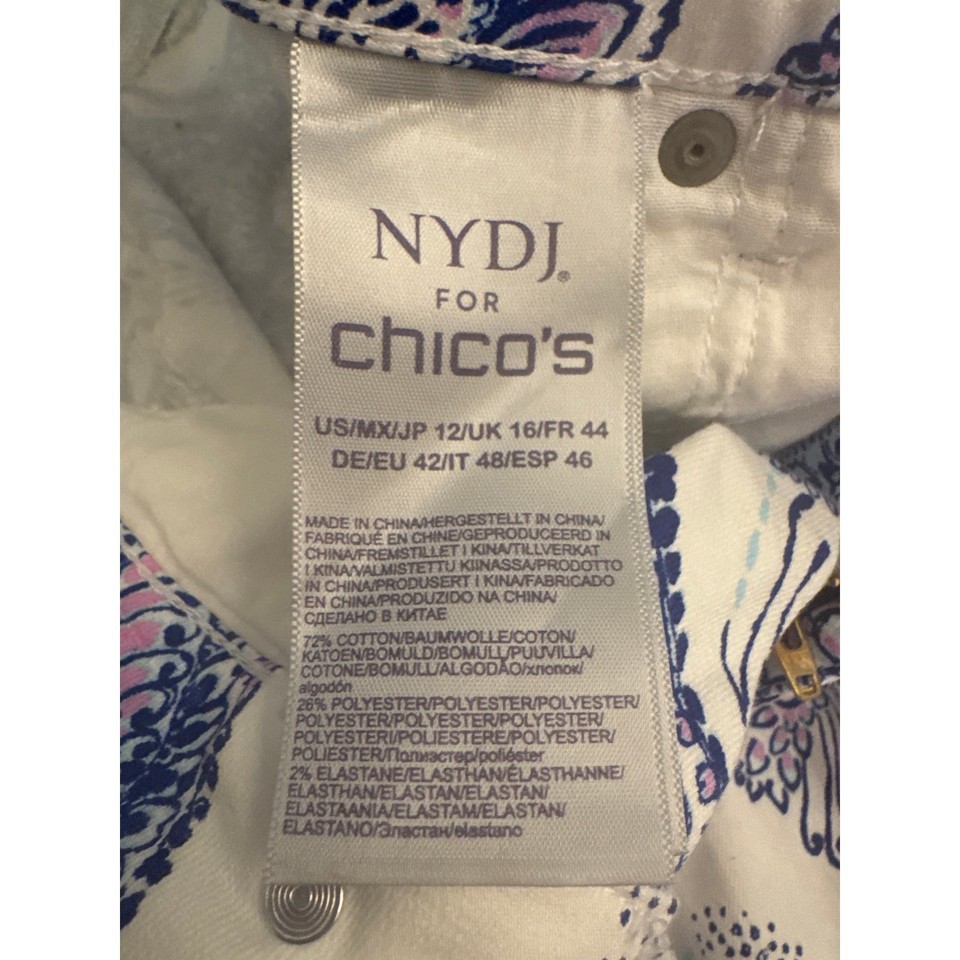 NYDJ®
FOR
chico's
US/MX/JP 12/UK 16/FR 44
DE/EU 42/IT 48/ESP 46
MADE IN CHINA/HERGESTELLT IN CHINA/
FABRIQUÉ EN CHINE/GEPRODUCEERD IN
CHINA/FREMSTILLET I KINA/TILLVERKAT
I KINA/VALMISTETTU KIINASSA/PRODOTTO
IN CHINA/PRODUSERT I KINA/FABRICADO
EN CHINA/PRODUZIDO NA CHINA/
СДЕЛАНО В КИТАЕ
72% COTTON/BAUMWOLLE/COTON/
KATOEN/BOMULD/BOMULL/PUUVILLA/
COTONE/BOMULL/ALGODÃO/хлопок/
algodón
26% POLYESTER/POLYESTER/POLYESTER/
POLYESTER/POLYESTER/POLYESTER/
POLYESTERI/POLIESTERE/POLYESTER/
POLIESTER/Полиэстер/poliéster
2% ELASTANE/ELASTHAN/ÉLASTHANNE/
ELASTHAN/ELASTAN/ELASTAN/
ELASTAANIA/ELASTAM/ELASTAN/
ELASTANO/Эластан/elastano